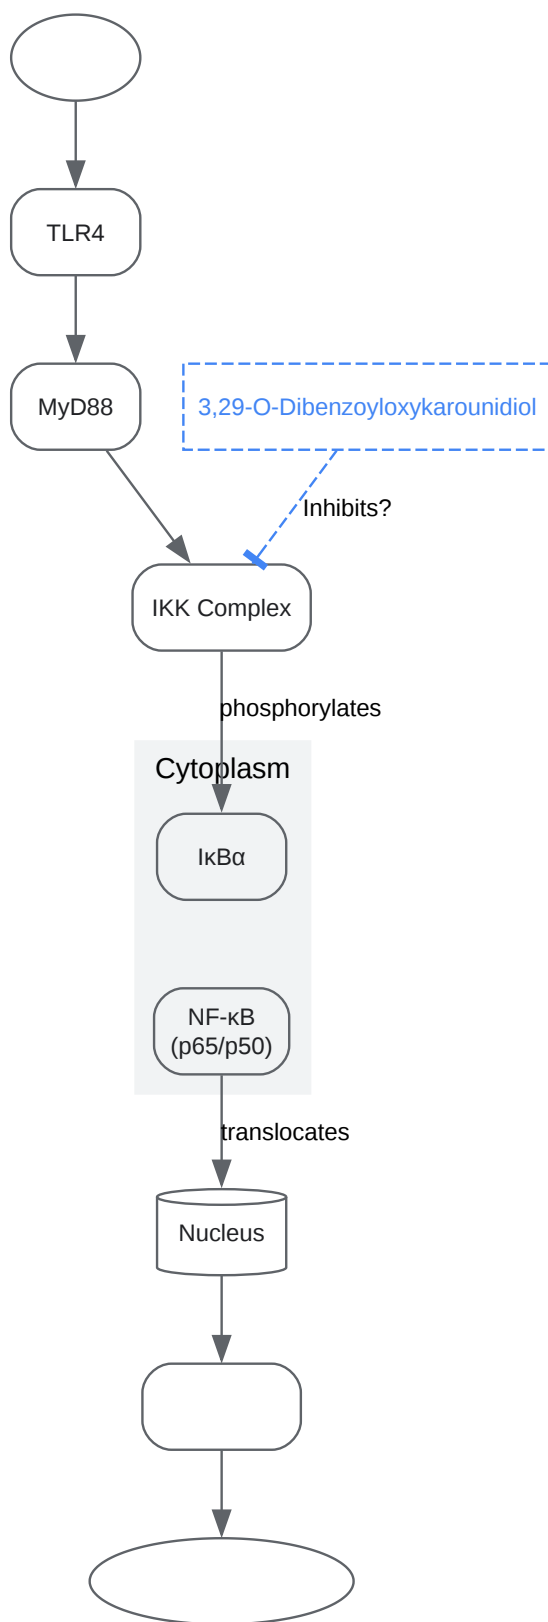 TLR4
MyD88
3,29-O-Dibenzoyloxykarounidiol
Inhibits?
IKK Complex
phosphorylates
Cytoplasm
IκBα
NF-κB
(p65/p50)
translocates
Nucleus